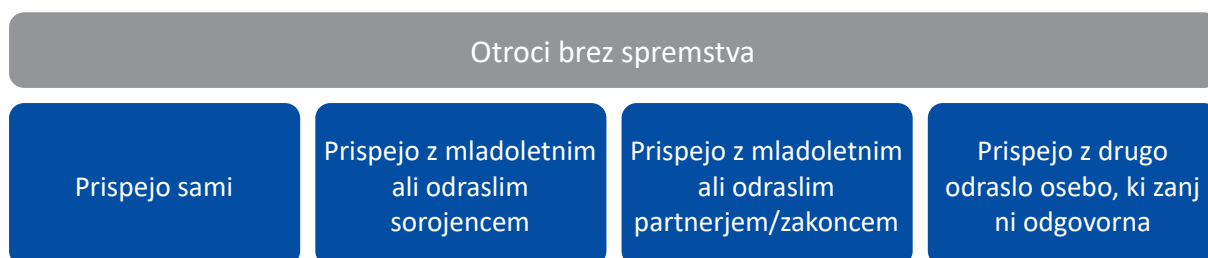 Otroci brez spremstva
Prispejo sami
Prispejo z mladoletnim
ali odraslim
sorojencem
Prispejo z mladoletnim
ali odraslim
partnerjem/zakoncem
Prispejo z drugo
odraslo osebo, ki zanj
ni odgovorna